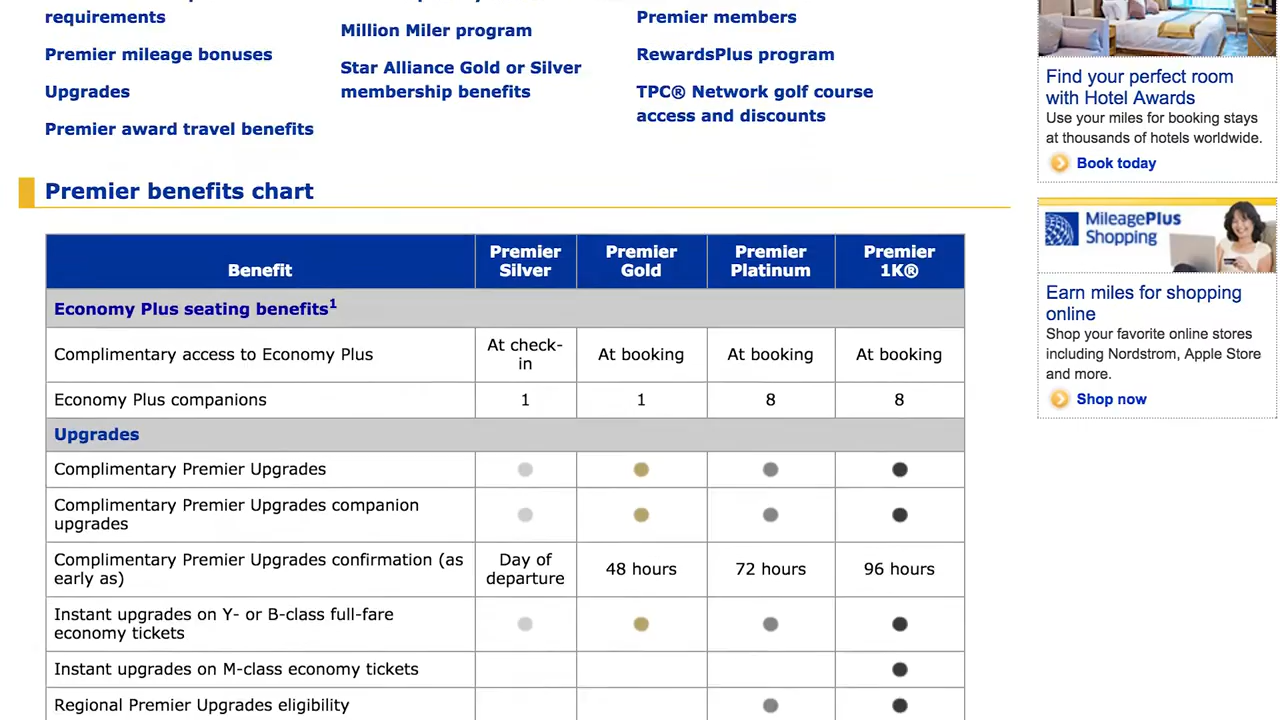 requirements
Premier mileage bonuses
Upgrades
Premier award travel benefits
Million Miler program
Star Alliance Gold or Silver
membership benefits
Premier members
RewardsPlus program
TPC® Network golf course
access and discounts
Premier benefits chart
Benefit
Premier
Silver
Premier
Gold
Premier
Platinum
Premier
1K®
Economy Plus seating benefits1
Complimentary access to Economy Plus
At check-
in
At booking
At booking
At booking
Economy Plus companions
1
1
8
8
Upgrades
Complimentary Premier Upgrades
Complimentary Premier Upgrades companion
upgrades
Complimentary Premier Upgrades confirmation (as
early as)
Day of
departure
48 hours
72 hours
96 hours
Instant upgrades on Y- or B-class full-fare
economy tickets
Instant upgrades on M-class economy tickets
Regional Premier Upgrades eligibility
Find your perfect room
with Hotel Awards
Use your miles for booking stays
at thousands of hotels worldwide.
Book today
MileagePlus
Shopping
Earn miles for shopping
online
Shop your favorite online stores
including Nordstrom, Apple Store
and more.
Shop now